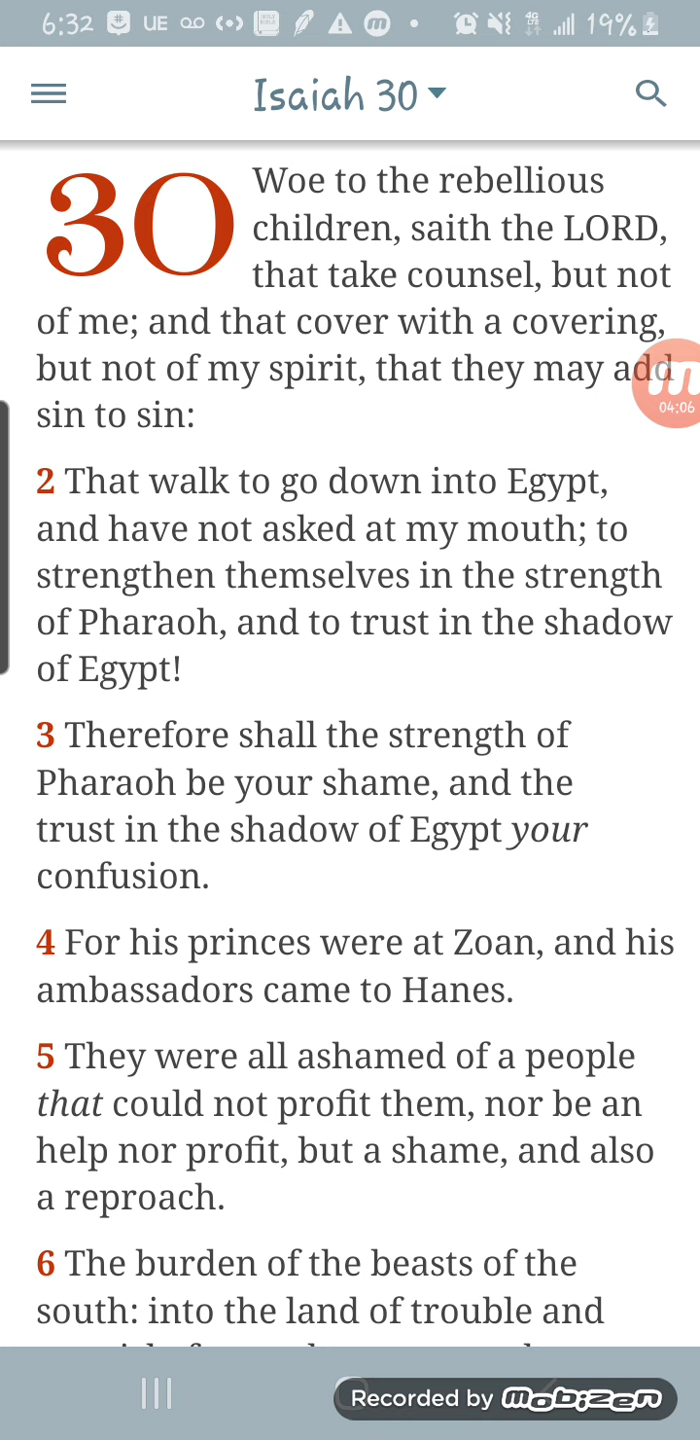 6:32 UE 4G LTE 19%
Isaiah 30
30 Woe to the rebellious
children, saith the LORD,
that take counsel, but not
of me; and that cover with a covering,
but not of my spirit, that they may add
04:06
sin to sin:
2 That walk to go down into Egypt,
and have not asked at my mouth; to
strengthen themselves in the strength
of Pharaoh, and to trust in the shadow
of Egypt!
3 Therefore shall the strength of
Pharaoh be your shame, and the
trust in the shadow of Egypt your
confusion.
4 For his princes were at Zoan, and his
ambassadors came to Hanes.
5 They were all ashamed of a people
that could not profit them, nor be an
help nor profit, but a shame, and also
a reproach.
6 The burden of the beasts of the
south: into the land of trouble and
Recorded by Mobizen